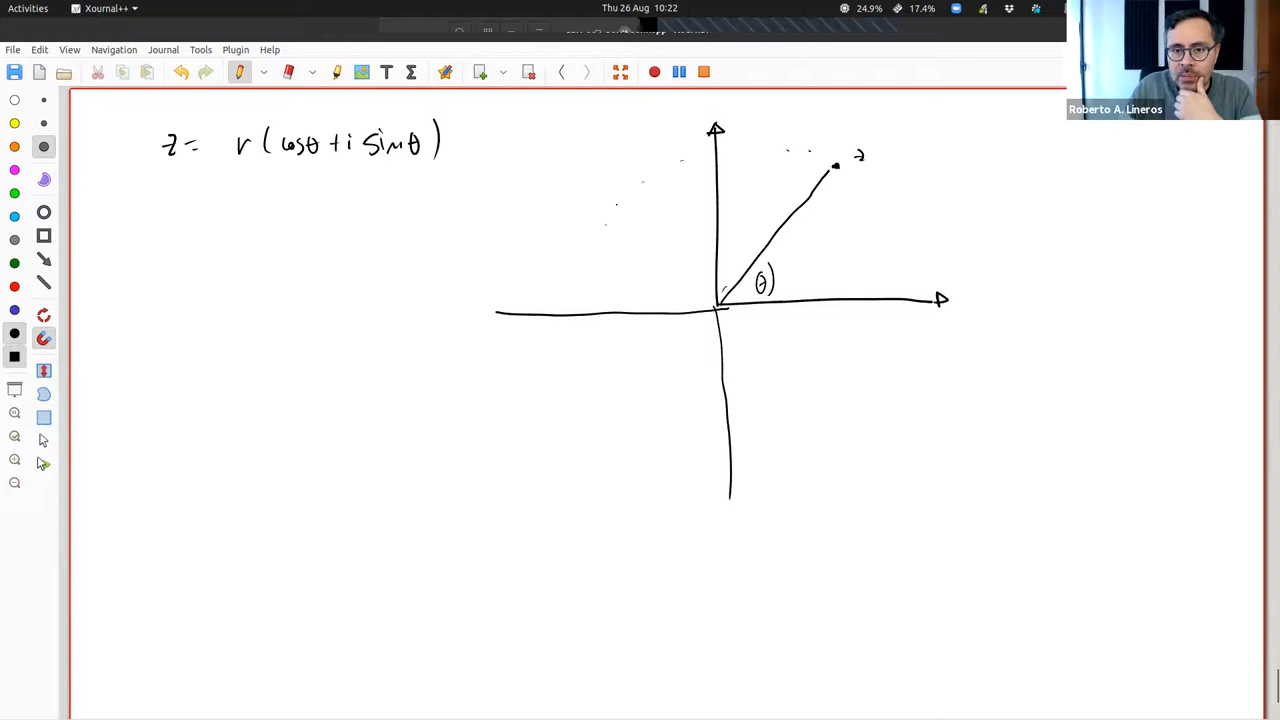 Activities
Xournal++
Thu 26 Aug 10:22
24.9%
17.4%
File Edit View Navigation Journal Tools Plugin Help
Roberto A. Lineros
z = r(cosθ + i sinθ)
z
θ